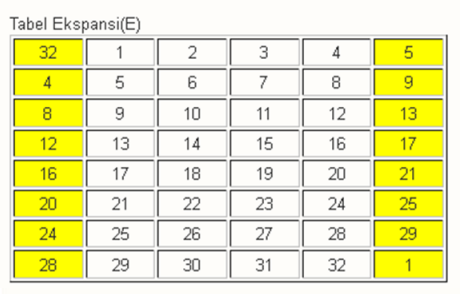 Tabel Ekspansi(E)
32 1 2 3 4 5
4 5 6 7 8 9
8 9 10 11 12 13
12 13 14 15 16 17
16 17 18 19 20 21
20 21 22 23 24 25
24 25 26 27 28 29
28 29 30 31 32 1